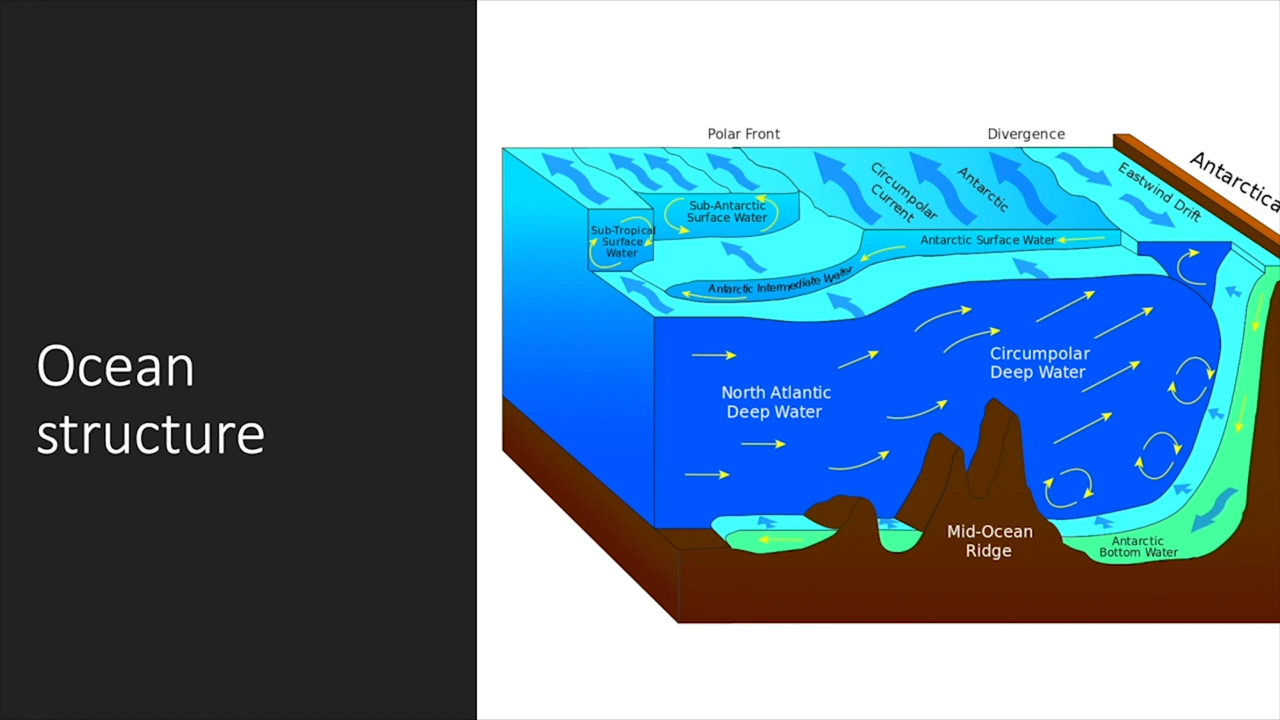 Ocean
structure
Polar Front
Divergence
Antarctica
Eastwind Drift
Circumpolar
Current
Antarctic
Sub-Antarctic
Surface Water
Sub-Tropical
Surface
Water
Antarctic Surface Water
Antarctic Intermediate Water
Circumpolar
Deep Water
North Atlantic
Deep Water
Mid-Ocean
Ridge
Antarctic
Bottom Water